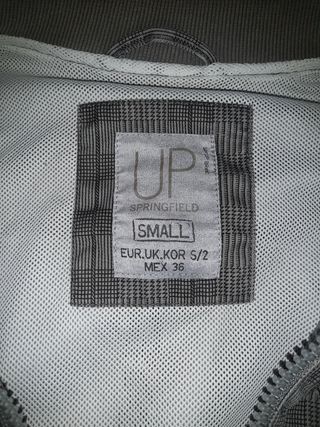 UP
SPRINGFIELD
SMALL
EUR.UK.KOR S/2
MEX 36